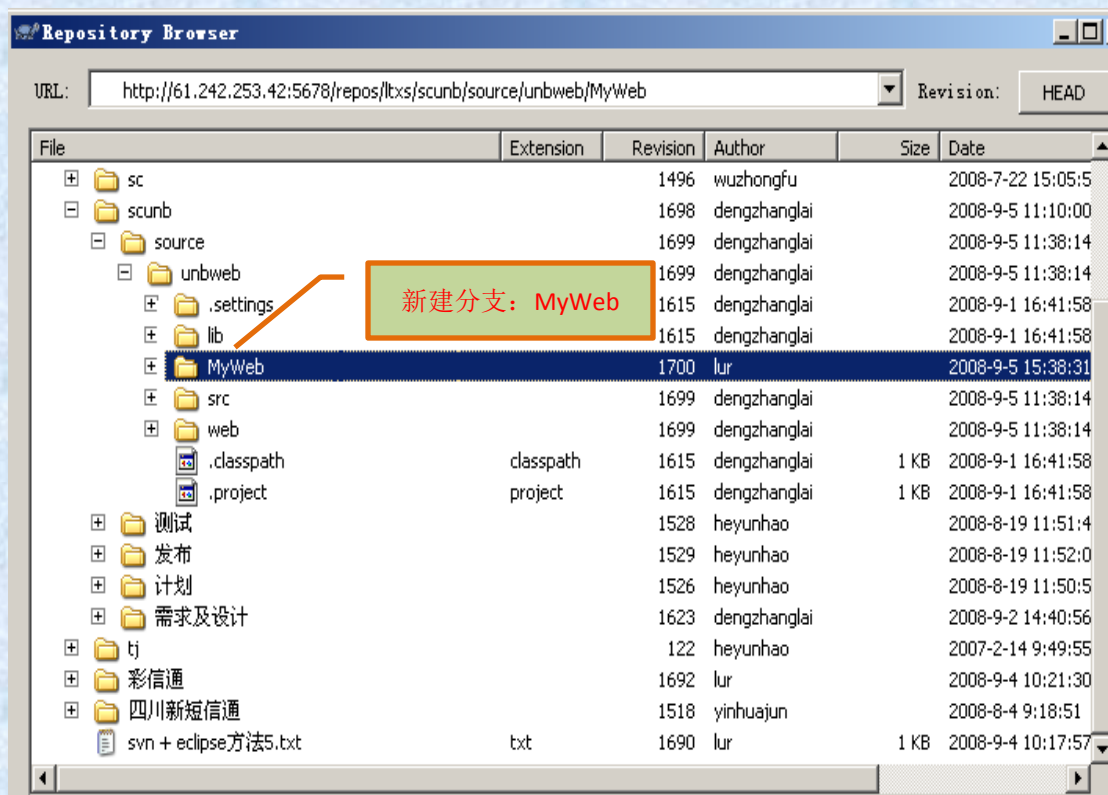 Repository Browser
URL: http://61.242.253.42:5678/repos/ltxs/scunb/source/unbweb/MyWeb Revision: HEAD
File Extension Revision Author Size Date
sc 1496 wuzhongfu 2008-7-22 15:05:5
scunb 1698 dengzhanglai 2008-9-5 11:10:00
source 1699 dengzhanglai 2008-9-5 11:38:14
unbweb 1699 dengzhanglai 2008-9-5 11:38:14
新建分支：MyWeb
.settings 1615 dengzhanglai 2008-9-1 16:41:58
lib 1615 dengzhanglai 2008-9-1 16:41:58
MyWeb 1700 lur 2008-9-5 15:38:31
src 1699 dengzhanglai 2008-9-5 11:38:14
web 1699 dengzhanglai 2008-9-5 11:38:14
.classpath classpath 1615 dengzhanglai 1 KB 2008-9-1 16:41:58
.project project 1615 dengzhanglai 1 KB 2008-9-1 16:41:58
测试 1528 heyunhao 2008-8-19 11:51:4
发布 1529 heyunhao 2008-8-19 11:52:0
计划 1526 heyunhao 2008-8-19 11:50:5
需求及设计 1623 dengzhanglai 2008-9-2 14:40:56
tj 122 heyunhao 2007-2-14 9:49:55
彩信通 1692 lur 2008-9-4 10:21:30
四川新短信通 1518 yinhuajun 2008-8-4 9:18:51
svn + eclipse方法5.txt txt 1690 lur 1 KB 2008-9-4 10:17:57